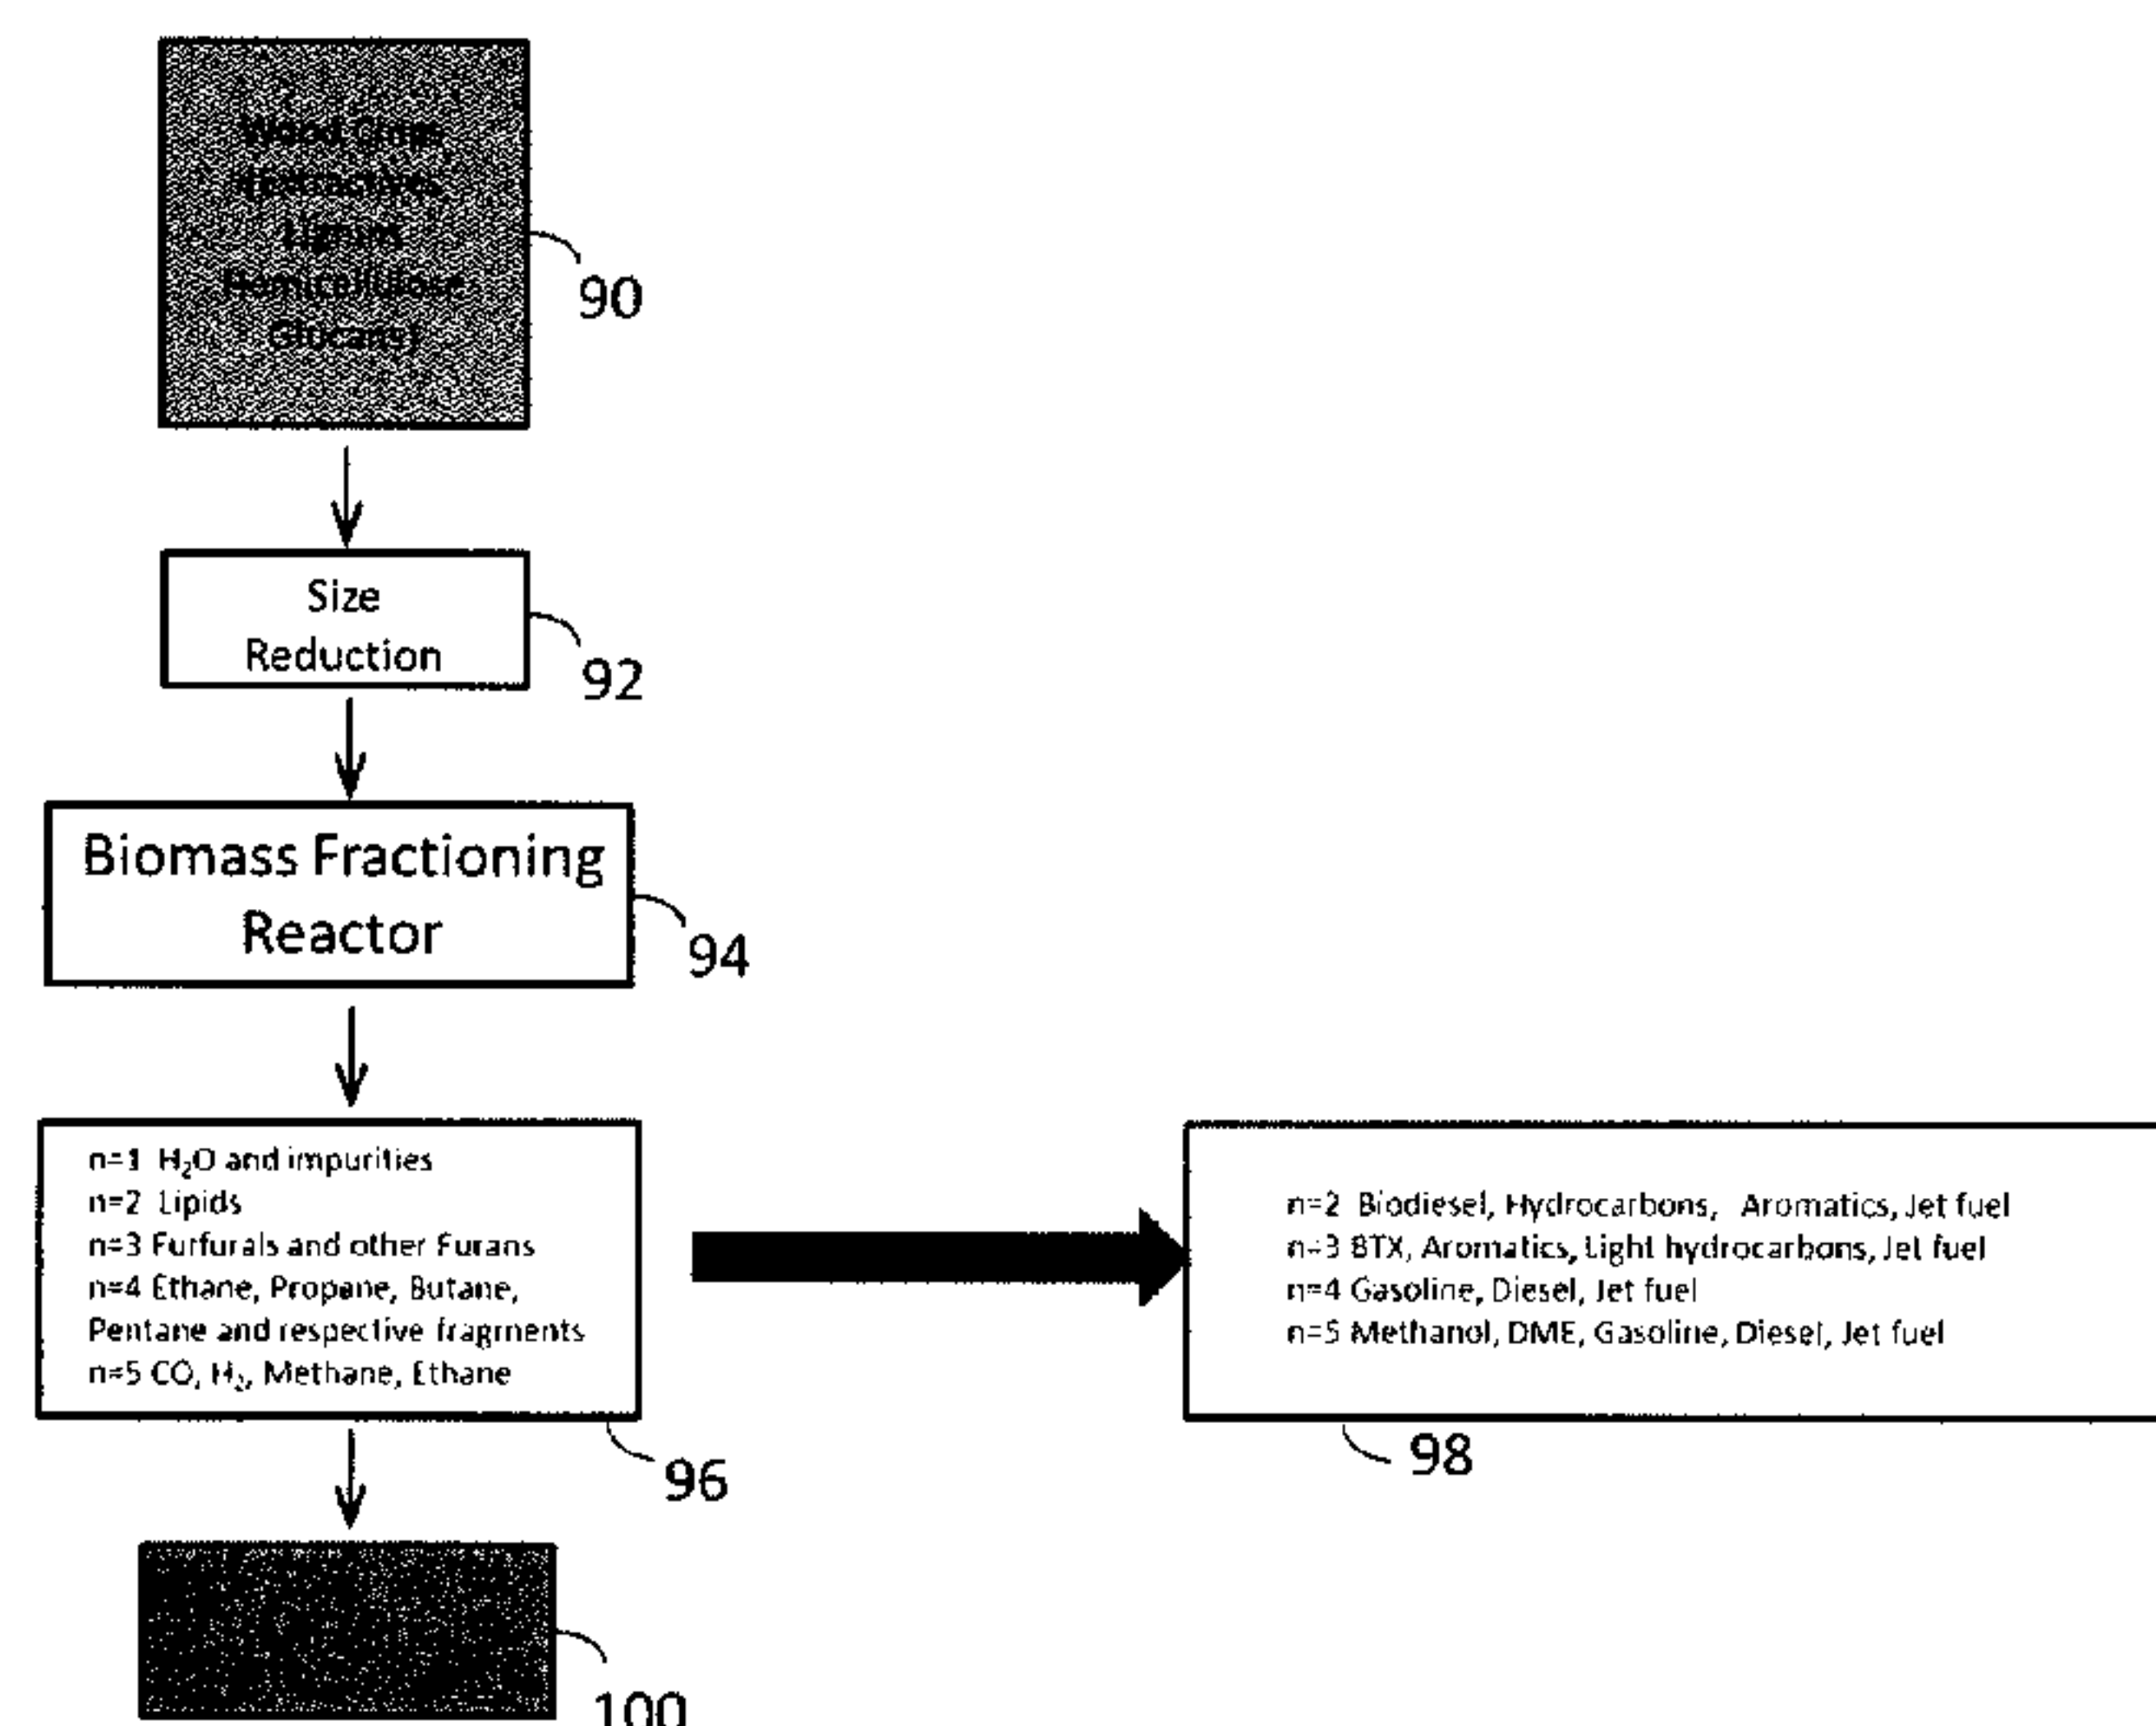 Wood Chips
(Extractives,
Lignin,
Hemicellulose
Glucans)
90
Size
Reduction
92
Biomass Fractioning
Reactor
94
n=1 H₂O and impurities
n=2 Lipids
n=3 Furfurals and other Furans
n=4 Ethane, Propane, Butane,
Pentane and respective fragments
n=5 CO, H₂, Methane, Ethane
96
n=2 Biodiesel, Hydrocarbons, Aromatics, Jet fuel
n=3 BTX, Aromatics, Light hydrocarbons, Jet fuel
n=4 Gasoline, Diesel, Jet fuel
n=5 Methanol, DME, Gasoline, Diesel, Jet fuel
98
100